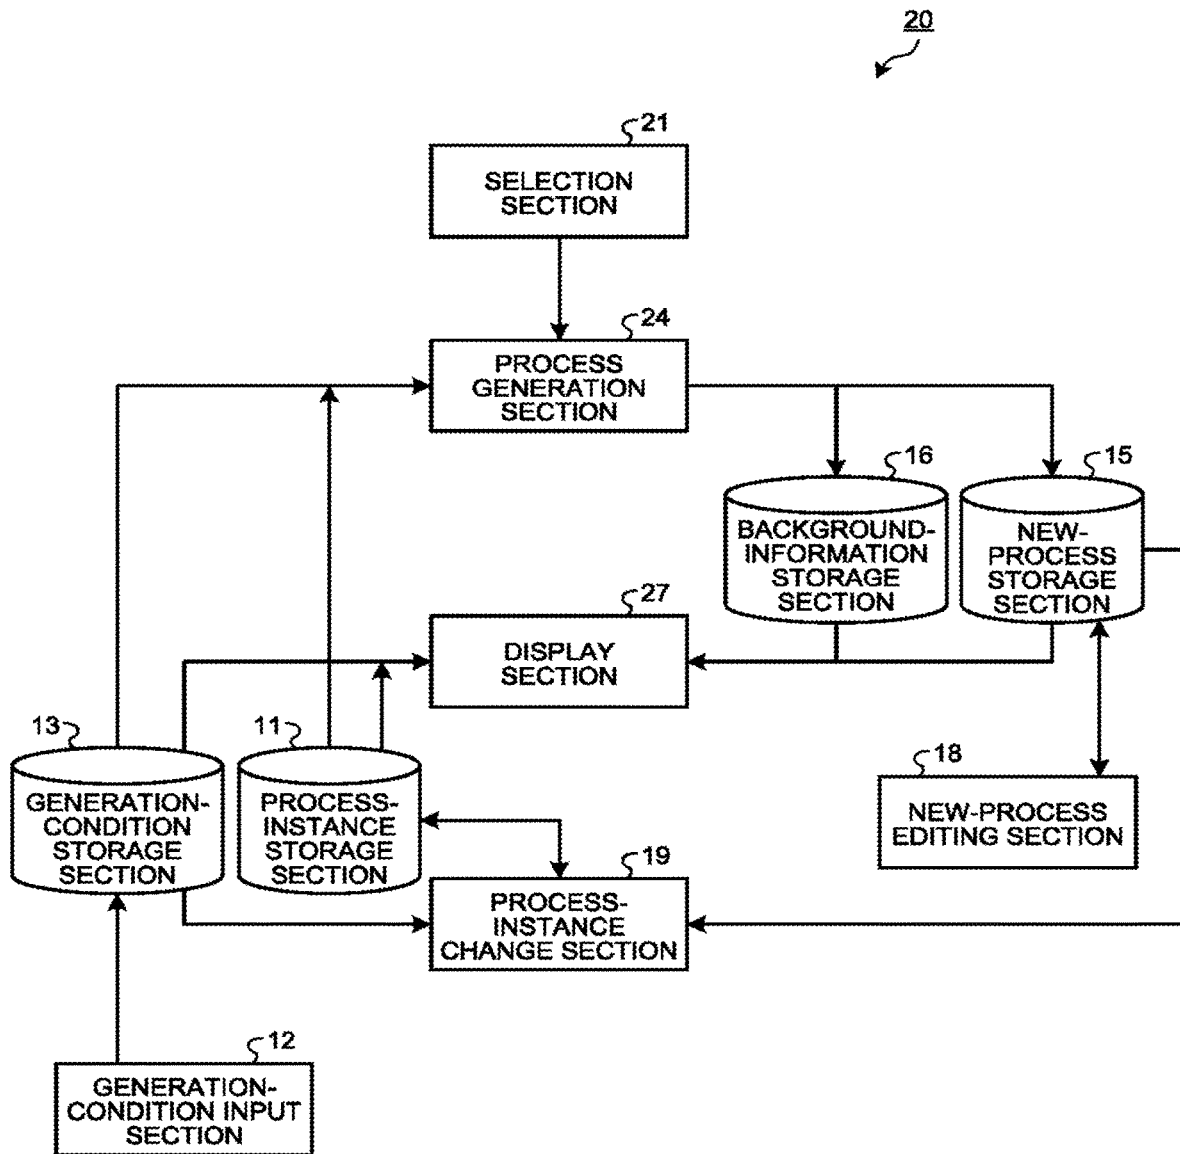 20
21
SELECTION
SECTION
24
PROCESS
GENERATION
SECTION
16
BACKGROUND-
INFORMATION
STORAGE
SECTION
15
NEW-
PROCESS
STORAGE
SECTION
27
DISPLAY
SECTION
13
GENERATION-
CONDITION
STORAGE
SECTION
11
PROCESS-
INSTANCE
STORAGE
SECTION
18
NEW-PROCESS
EDITING SECTION
19
PROCESS-
INSTANCE
CHANGE SECTION
12
GENERATION-
CONDITION INPUT
SECTION